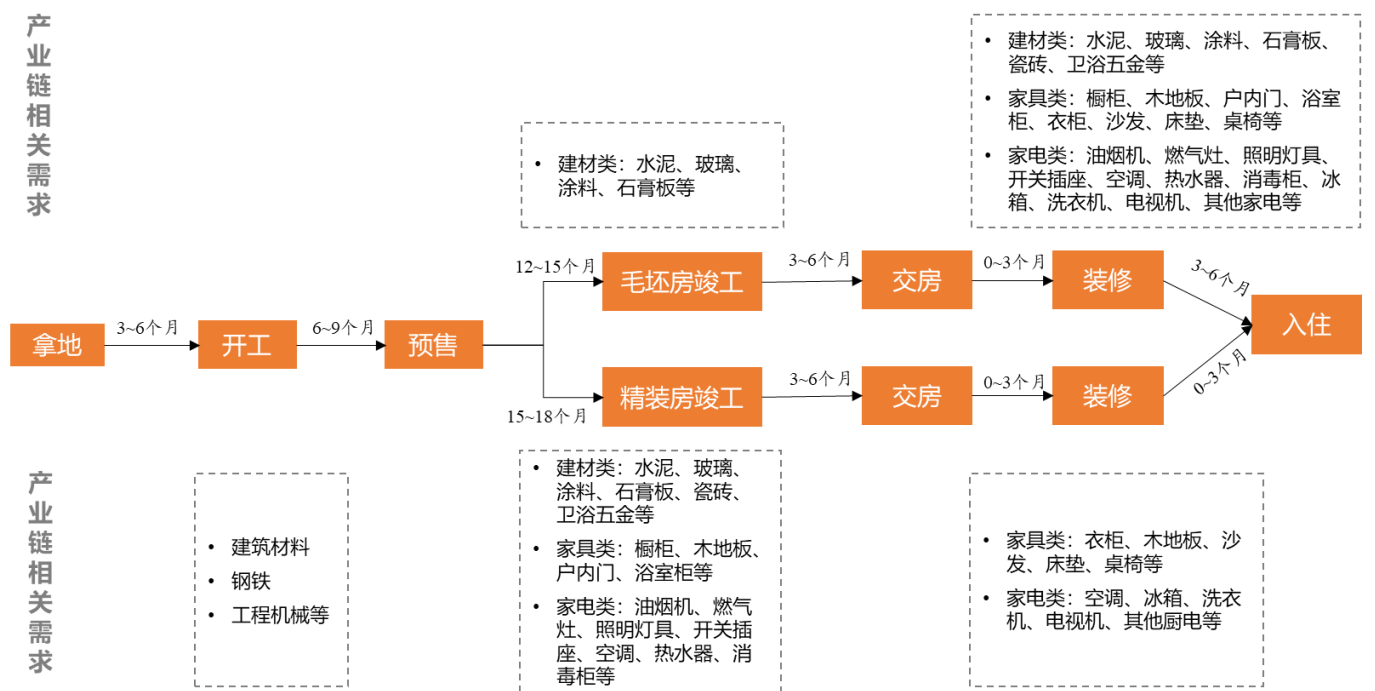 产业链相关需求
• 建材类：水泥、玻璃、涂料、石膏板、
瓷砖、卫浴五金等
• 家具类：橱柜、木地板、户内门、浴室
柜、衣柜、沙发、床垫、桌椅等
• 家电类：油烟机、燃气灶、照明灯具、
开关插座、空调、热水器、消毒柜、冰
箱、洗衣机、电视机、其他家电等
• 建材类：水泥、玻璃、
涂料、石膏板等
12~15个月
毛坯房竣工
3~6个月
交房
0~3个月
装修
3~6个月
拿地
3~6个月
开工
6~9个月
预售
入住
15~18个月
精装房竣工
3~6个月
交房
0~3个月
装修
0~3个月
产业链相关需求
• 建筑材料
• 钢铁
• 工程机械等
• 建材类：水泥、玻璃、
涂料、石膏板、瓷砖、
卫浴五金等
• 家具类：橱柜、木地板、
户内门、浴室柜等
• 家电类：油烟机、燃气
灶、照明灯具、开关插
座、空调、热水器、消
毒柜等
• 家具类：衣柜、木地板、沙
发、床垫、桌椅等
• 家电类：空调、冰箱、洗衣
机、电视机、其他厨电等